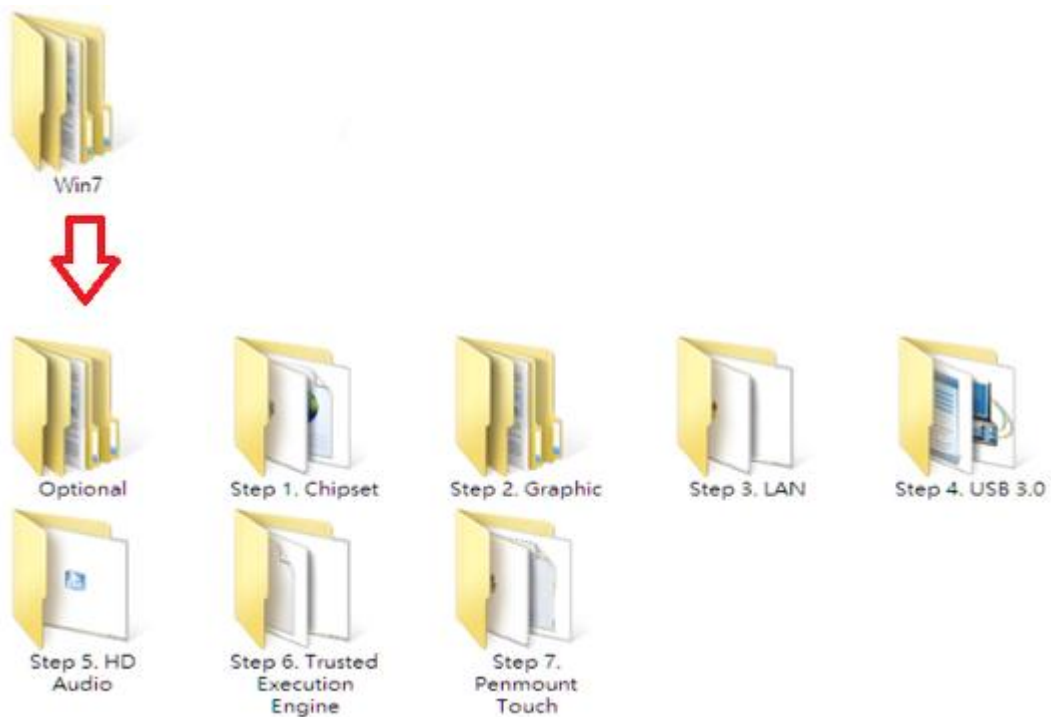 Win7
Optional
Step 1. Chipset
Step 2. Graphic
Step 3. LAN
Step 4. USB 3.0
Step 5. HD
Audio
Step 6. Trusted
Execution
Engine
Step 7.
Penmount
Touch